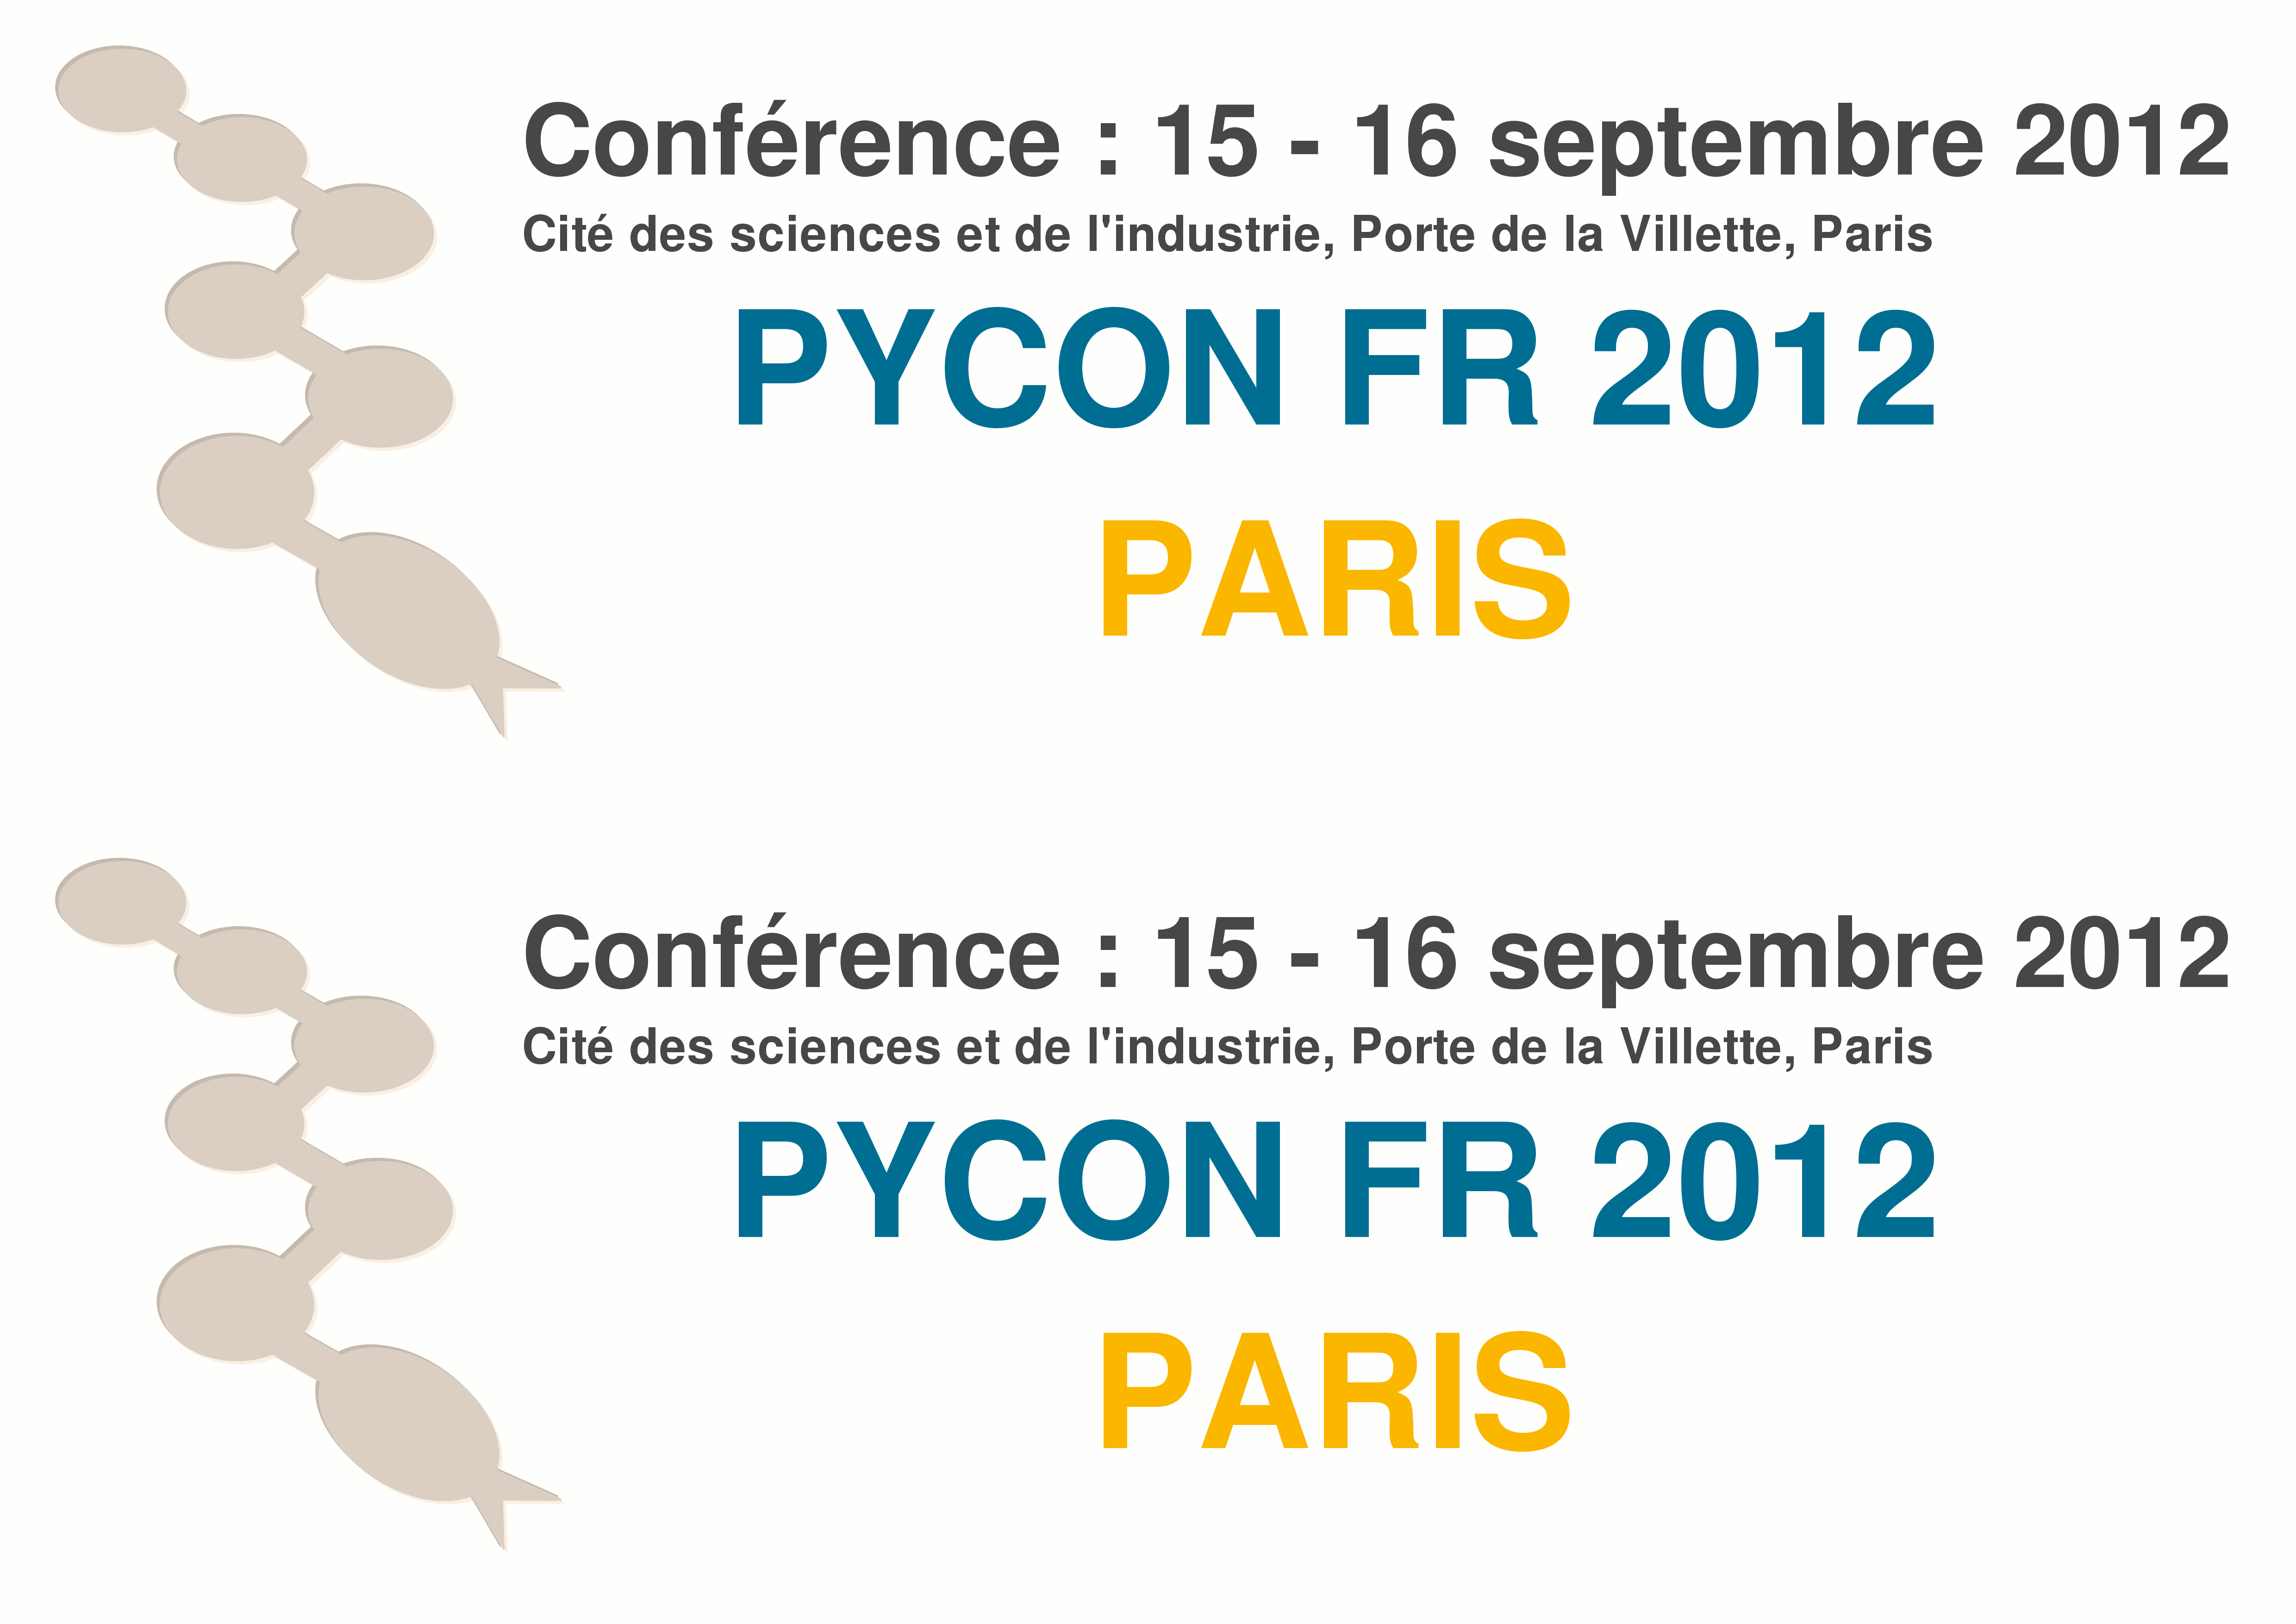 Conférence : 15 - 16 septembre 2012
Cité des sciences et de l'industrie, Porte de la Villette, Paris
PYCON FR 2012
PARIS
Conférence : 15 - 16 septembre 2012
Cité des sciences et de l'industrie, Porte de la Villette, Paris
PYCON FR 2012
PARIS